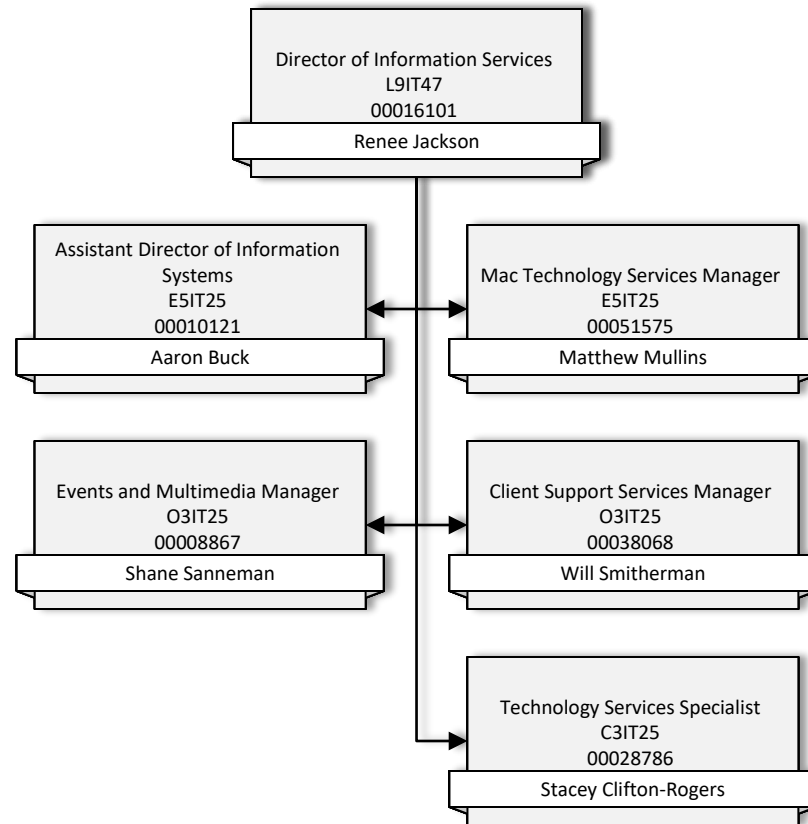 Director of Information Services
L9IT47
00016101
Renee Jackson
Assistant Director of Information
Systems
E5IT25
00010121
Aaron Buck
Mac Technology Services Manager
E5IT25
00051575
Matthew Mullins
Events and Multimedia Manager
O3IT25
00008867
Shane Sanneman
Client Support Services Manager
O3IT25
00038068
Will Smitherman
Technology Services Specialist
C3IT25
00028786
Stacey Clifton-Rogers